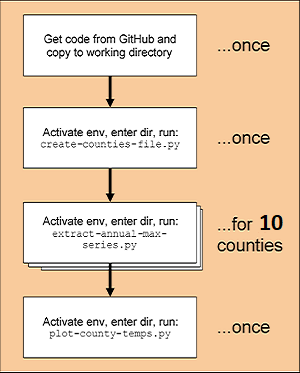 Get code from GitHub and
copy to working directory
...once
Activate env, enter dir, run:
create-counties-file.py
...once
Activate env, enter dir, run:
extract-annual-max-
series.py
...for 10
counties
Activate env, enter dir, run:
plot-county-temps.py
...once